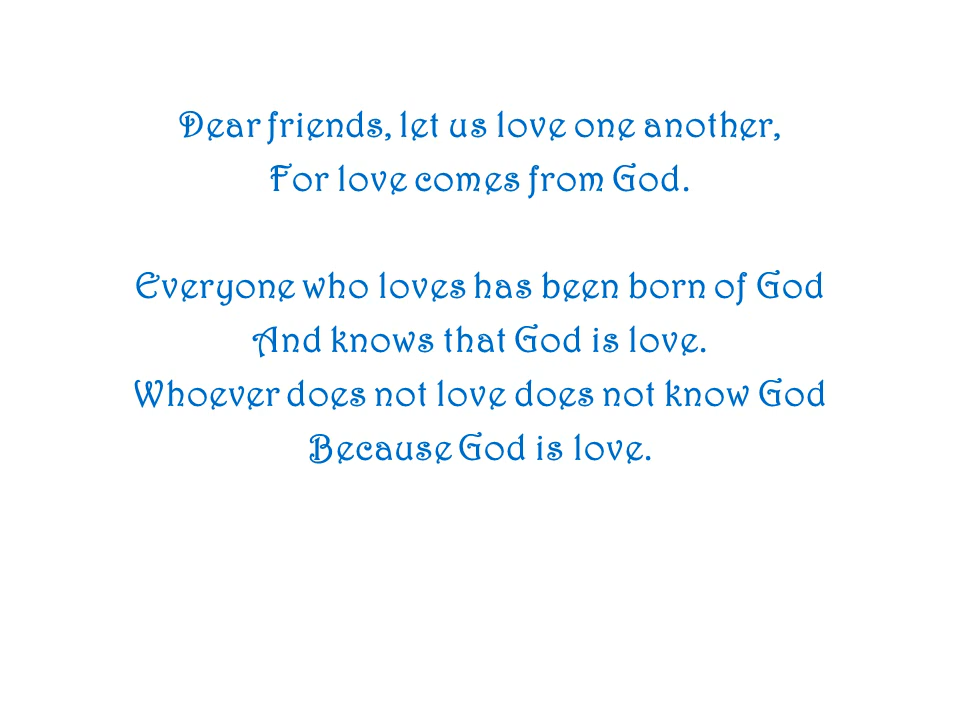 Dear friends, let us love one another,
For love comes from God.
Everyone who loves has been born of God
And knows that God is love.
Whoever does not love does not know God
Because God is love.